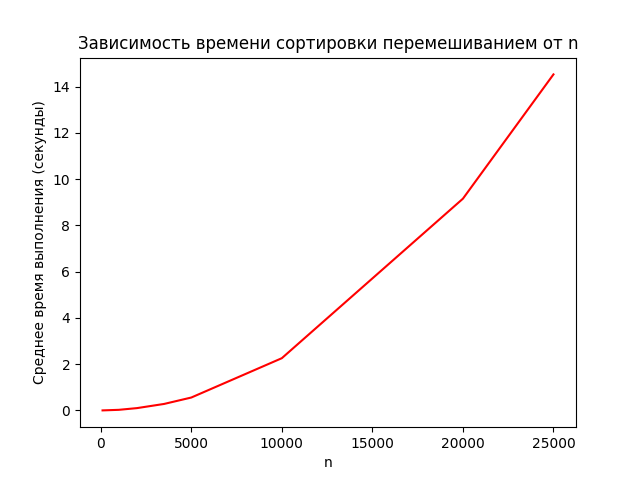 Зависимость времени сортировки перемешиванием от n
Среднее время выполнения (секунды)
14
12
10
8
6
4
2
0
0 5000 10000 15000 20000 25000
n